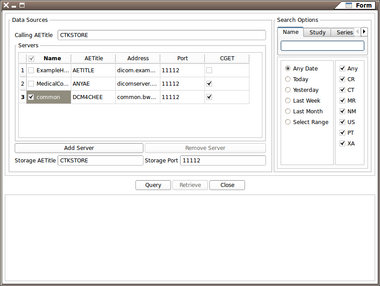 Form
Data Sources
Calling AETitle CTKSTORE
Servers
Name AETitle Address Port CGET
1 ExampleH... AETITLE dicom.exam... 11112
2 MedicalCo... ANYAE dicomserver.... 11112
3 common DCM4CHEE common.bw... 11112
Add Server Remove Server
Storage AETitle CTKSTORE Storage Port 11112
Search Options
Name Study Series
Any Date Any
Today CR
Yesterday CT
Last Week MR
Last Month NM
Select Range US
PT
XA
Query Retrieve Close